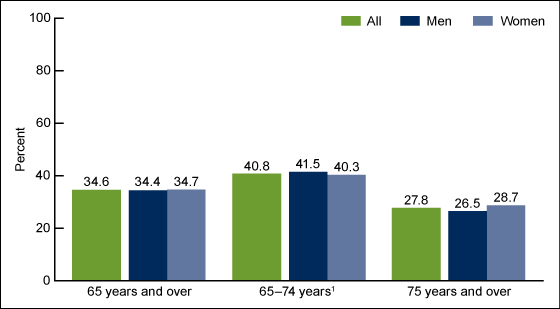 100
80
60
40
20
0
Percent
All Men Women
34.6 34.4 34.7
40.8 41.5 40.3
27.8 26.5 28.7
65 years and over
65–74 years¹
75 years and over